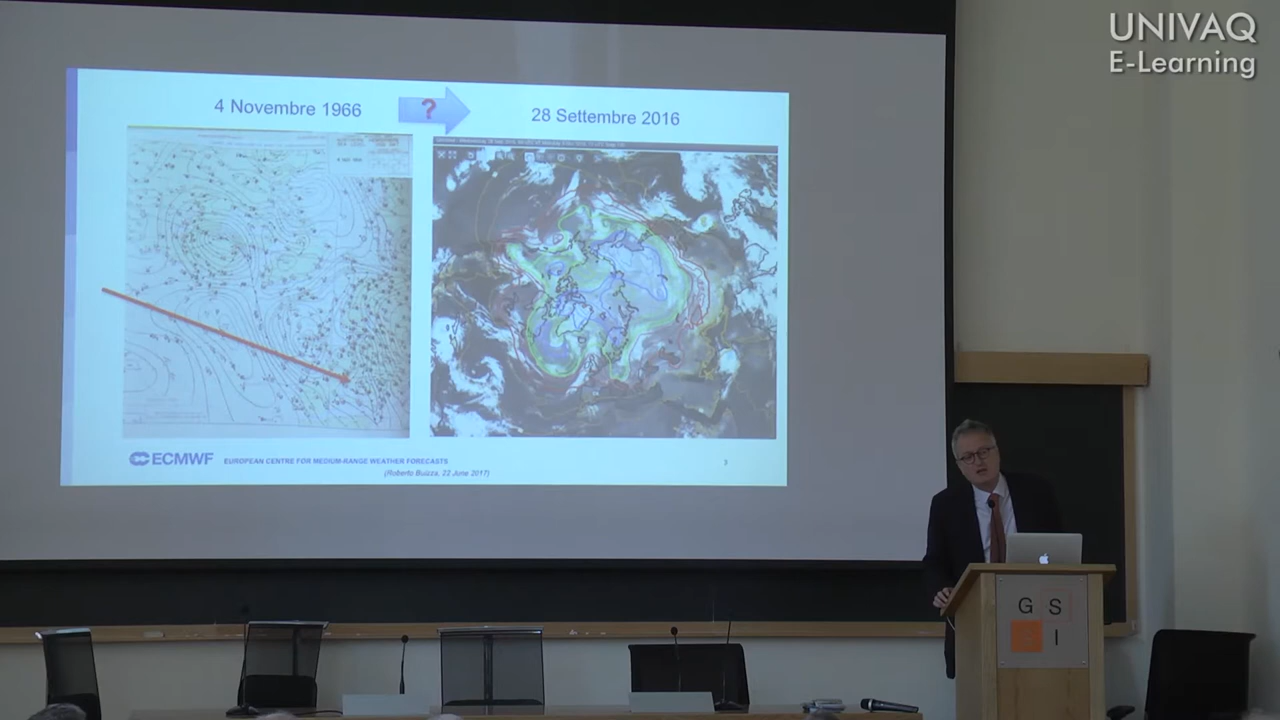 UNIVAQ
E-Learning
4 Novembre 1966
?
28 Settembre 2016
ECMWF
EUROPEAN CENTRE FOR MEDIUM-RANGE WEATHER FORECASTS
(Roberto Buizza, 22 June 2017)
G S
S I